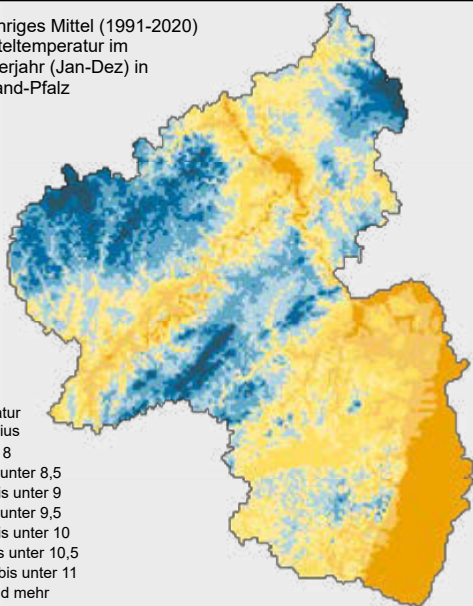 hriges Mittel (1991-2020)
teltemperatur im
erjahr (Jan-Dez) in
and-Pfalz
tur
ius
8
unter 8,5
is unter 9
unter 9,5
is unter 10
s unter 10,5
bis unter 11
d mehr